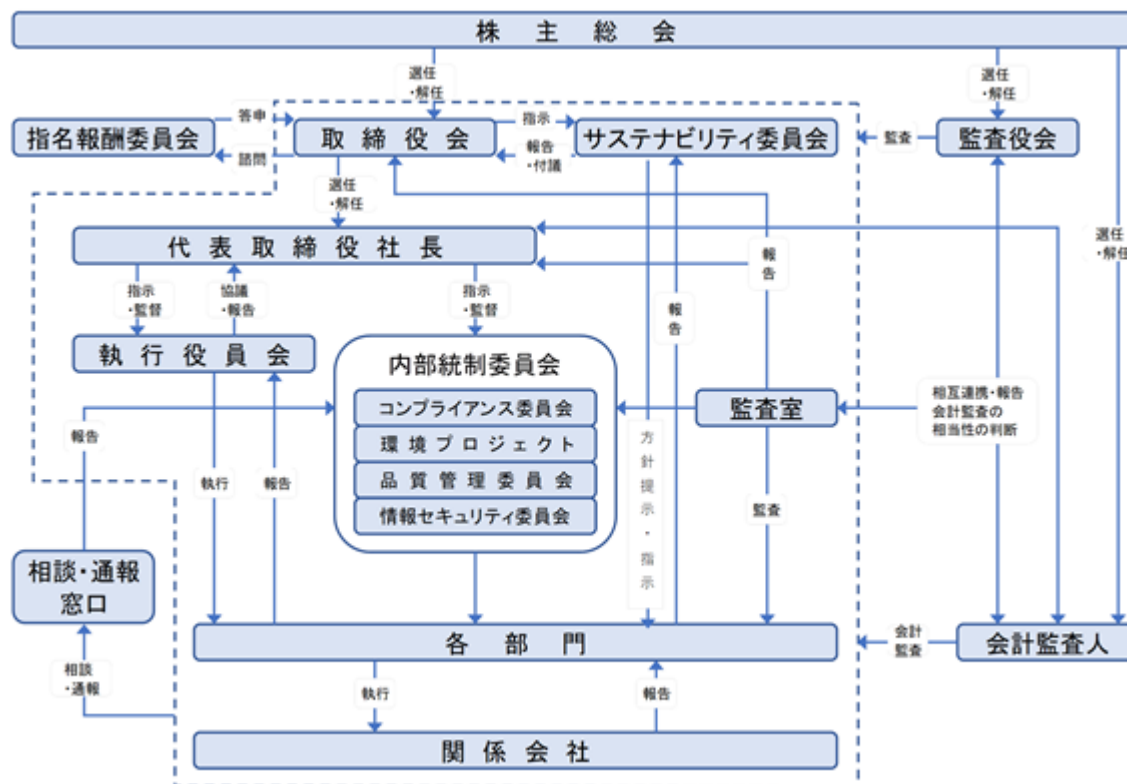 株主総会
選任
・解任
選任
・解任
指名報酬委員会
答申
諮問
取締役会
指示
報告
・付議
サステナビリティ委員会
監査
監査役会
選任
・解任
代表取締役社長
選任
・解任
報告
指示
・監督
協議
・報告
指示
・監督
報告
執行役員会
内部統制委員会
コンプライアンス委員会
環境プロジェクト
品質管理委員会
情報セキュリティ委員会
監査室
相互連携・報告
会計監査の
相当性の判断
報告
執行
報告
方針提示・指示
監査
相談・通報
窓口
相談
・通報
各部門
会計
監査
会計監査人
執行
報告
関係会社